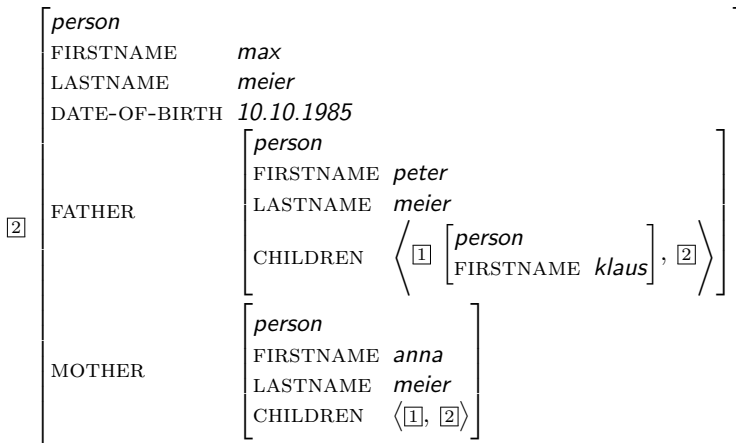 person
FIRSTNAME max
LASTNAME meier
DATE-OF-BIRTH 10.10.1985
person
FIRSTNAME peter
LASTNAME meier
2 FATHER
CHILDREN ⟨ 1 [person
FIRSTNAME klaus], 2 ⟩
person
FIRSTNAME anna
MOTHER
LASTNAME meier
CHILDREN ⟨1, 2⟩